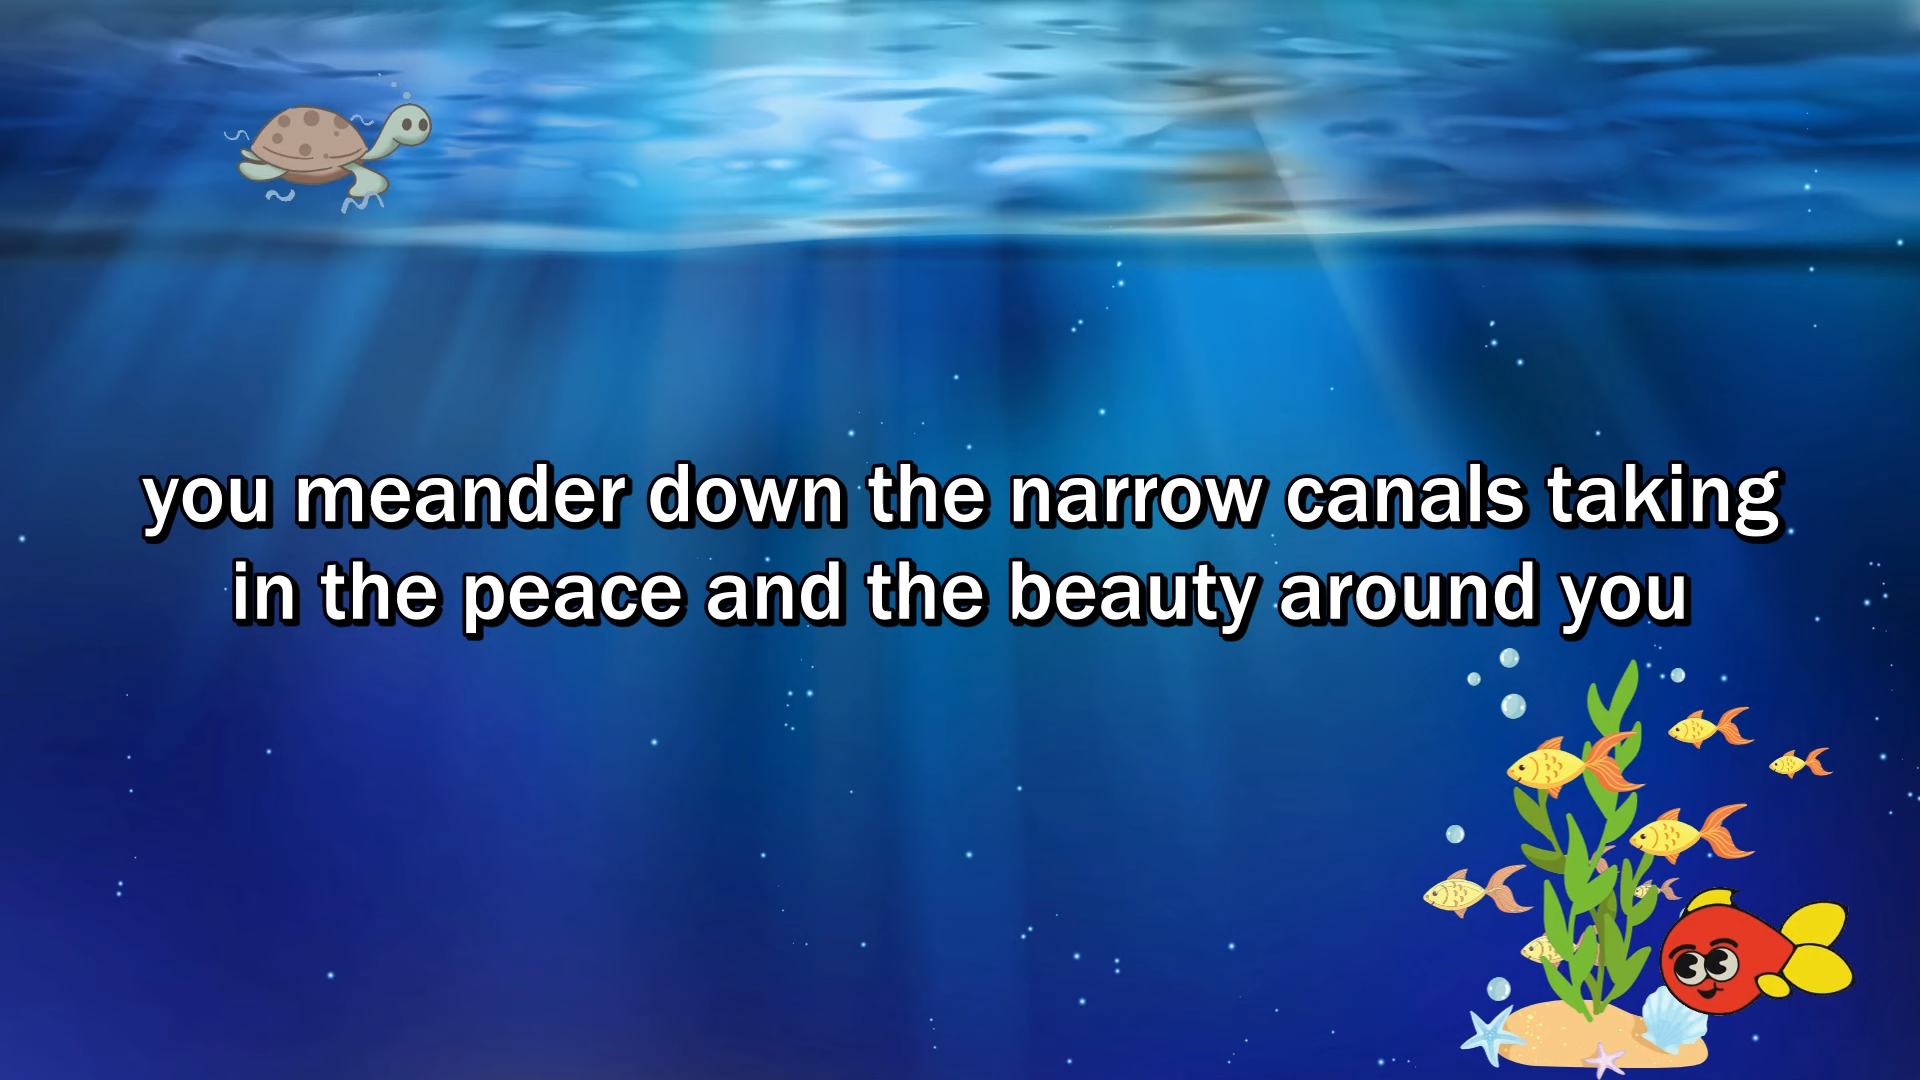 you meander down the narrow canals taking
in the peace and the beauty around you